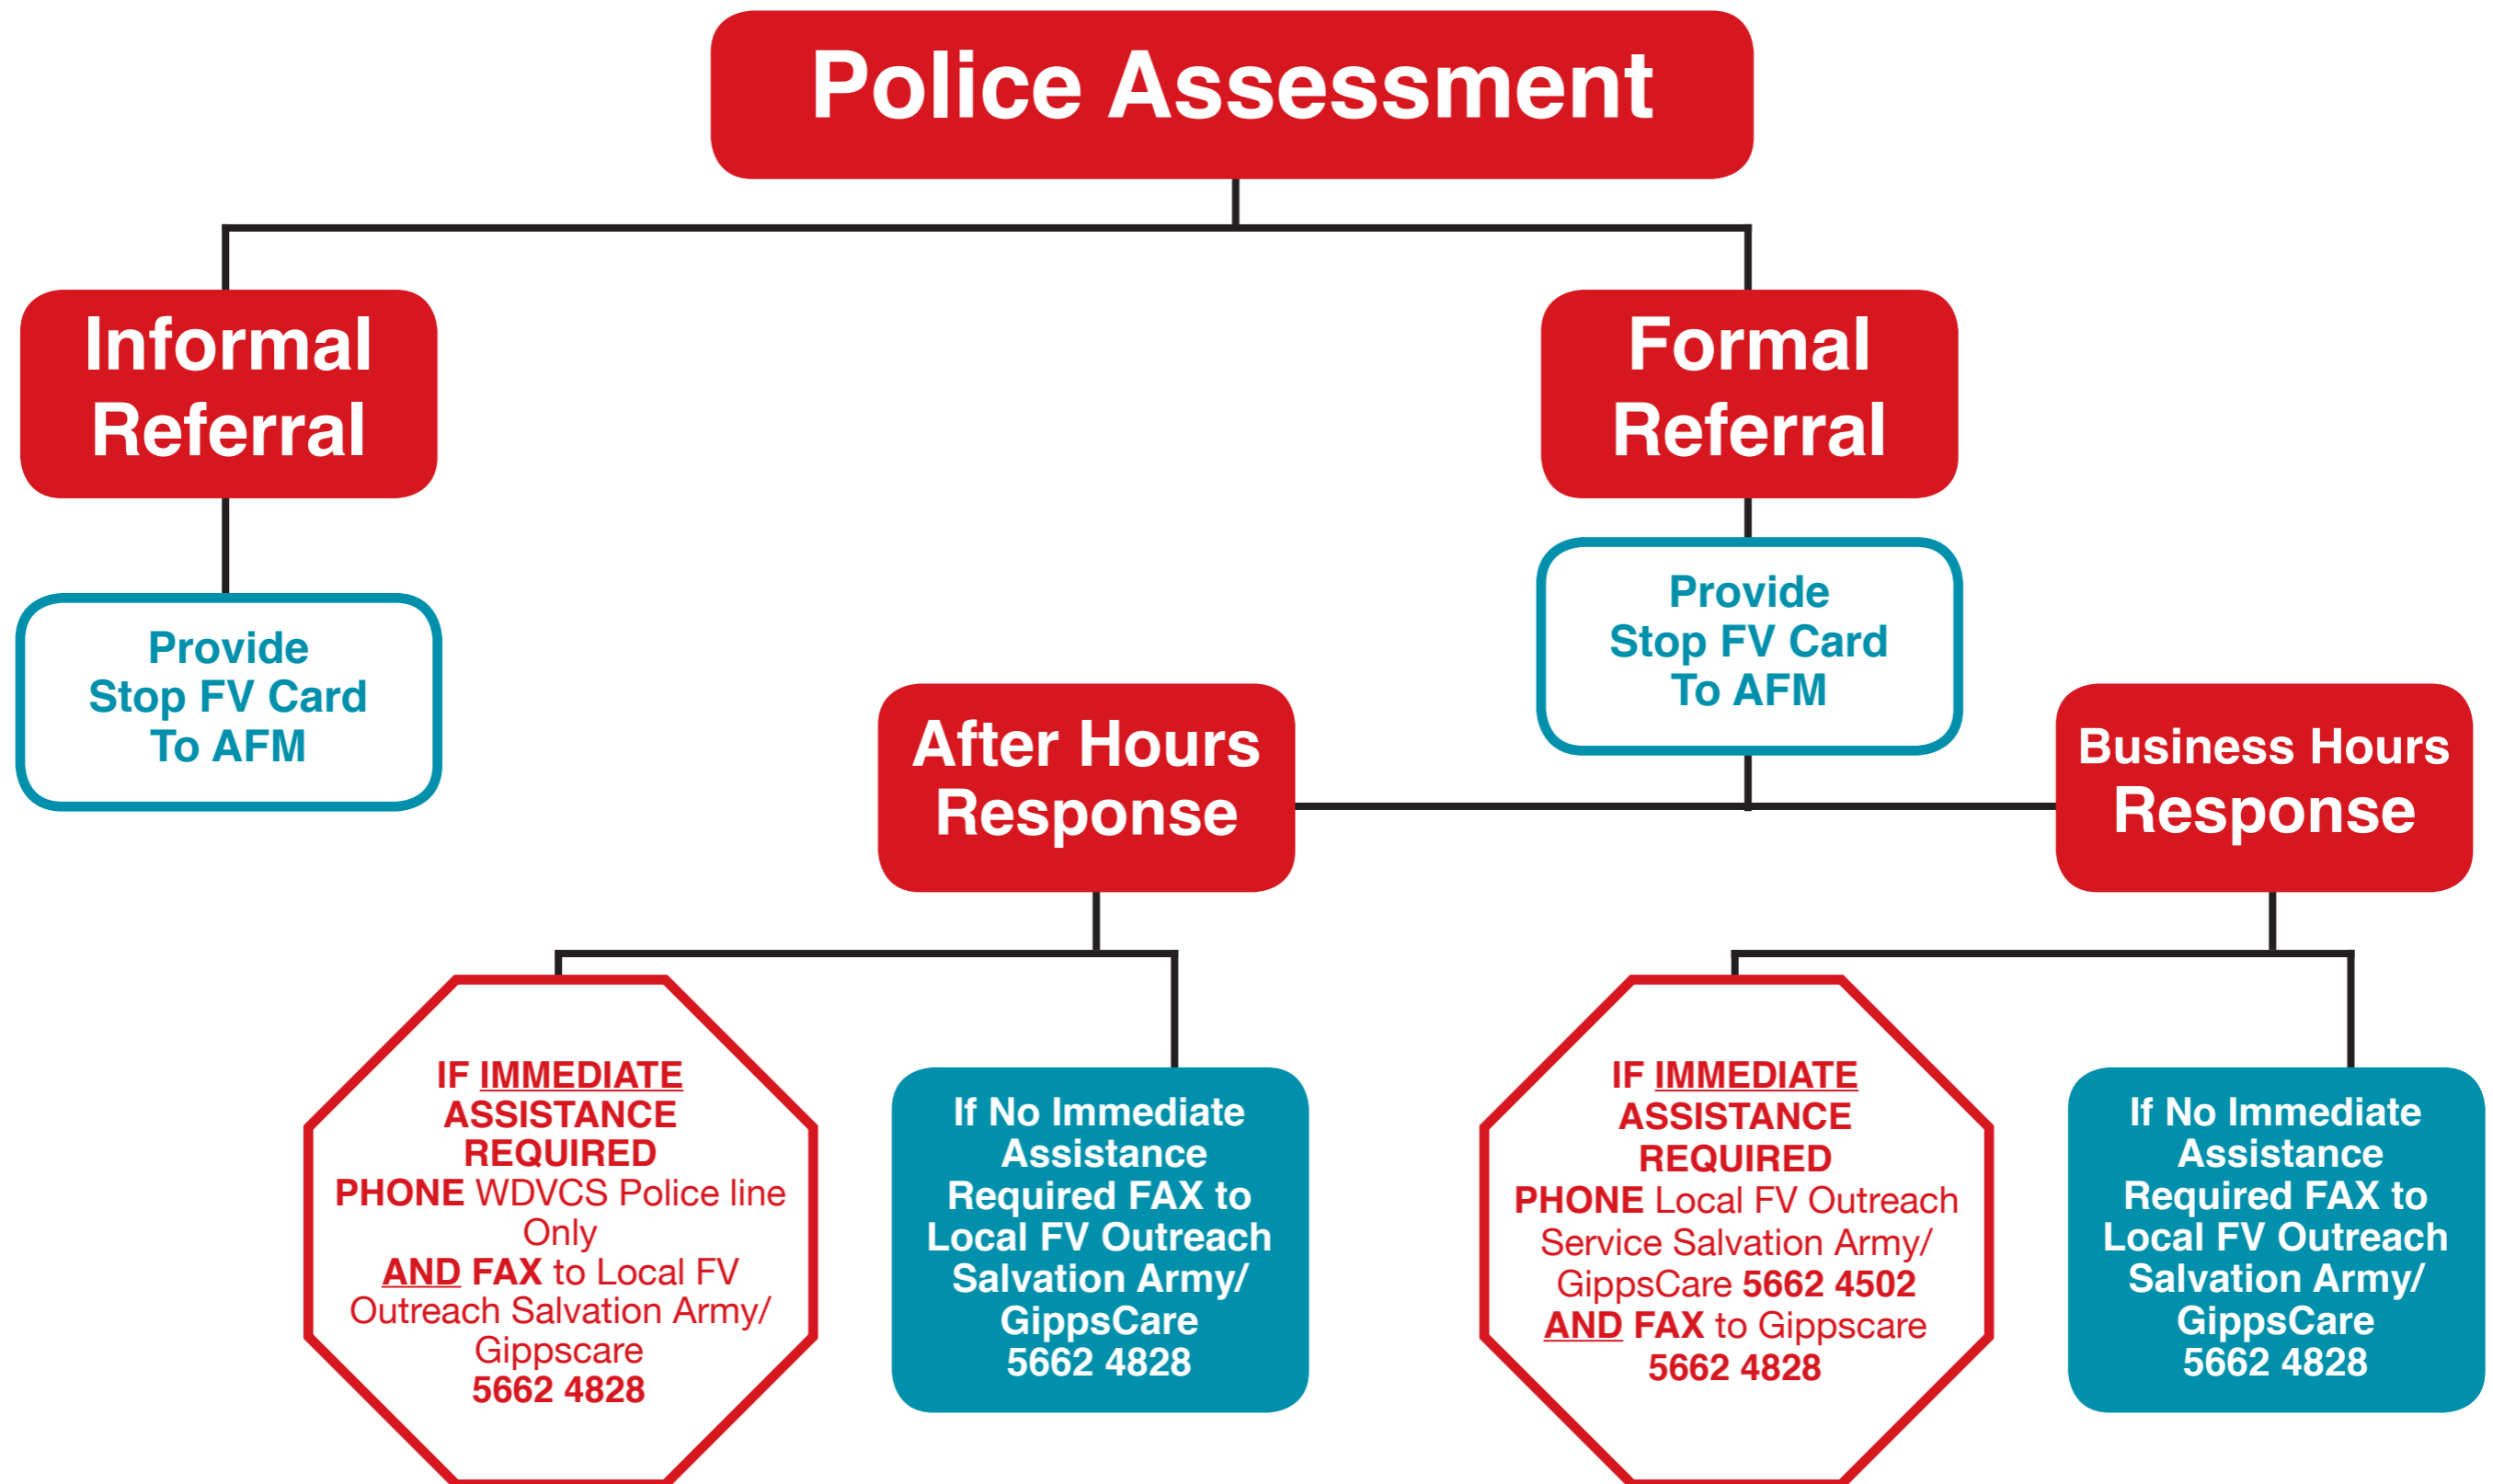 Police Assessment
Informal
Referral
Formal
Referral
Provide
Stop FV Card
To AFM
Provide
Stop FV Card
To AFM
After Hours
Response
Business Hours
Response
IF IMMEDIATE
ASSISTANCE
REQUIRED
PHONE WDVCS Police line
Only
AND FAX to Local FV
Outreach Salvation Army/
Gippscare
5662 4828
If No Immediate
Assistance
Required FAX to
Local FV Outreach
Salvation Army/
GippsCare
5662 4828
IF IMMEDIATE
ASSISTANCE
REQUIRED
PHONE Local FV Outreach
Service Salvation Army/
GippsCare 5662 4502
AND FAX to Gippscare
5662 4828
If No Immediate
Assistance
Required FAX to
Local FV Outreach
Salvation Army/
GippsCare
5662 4828